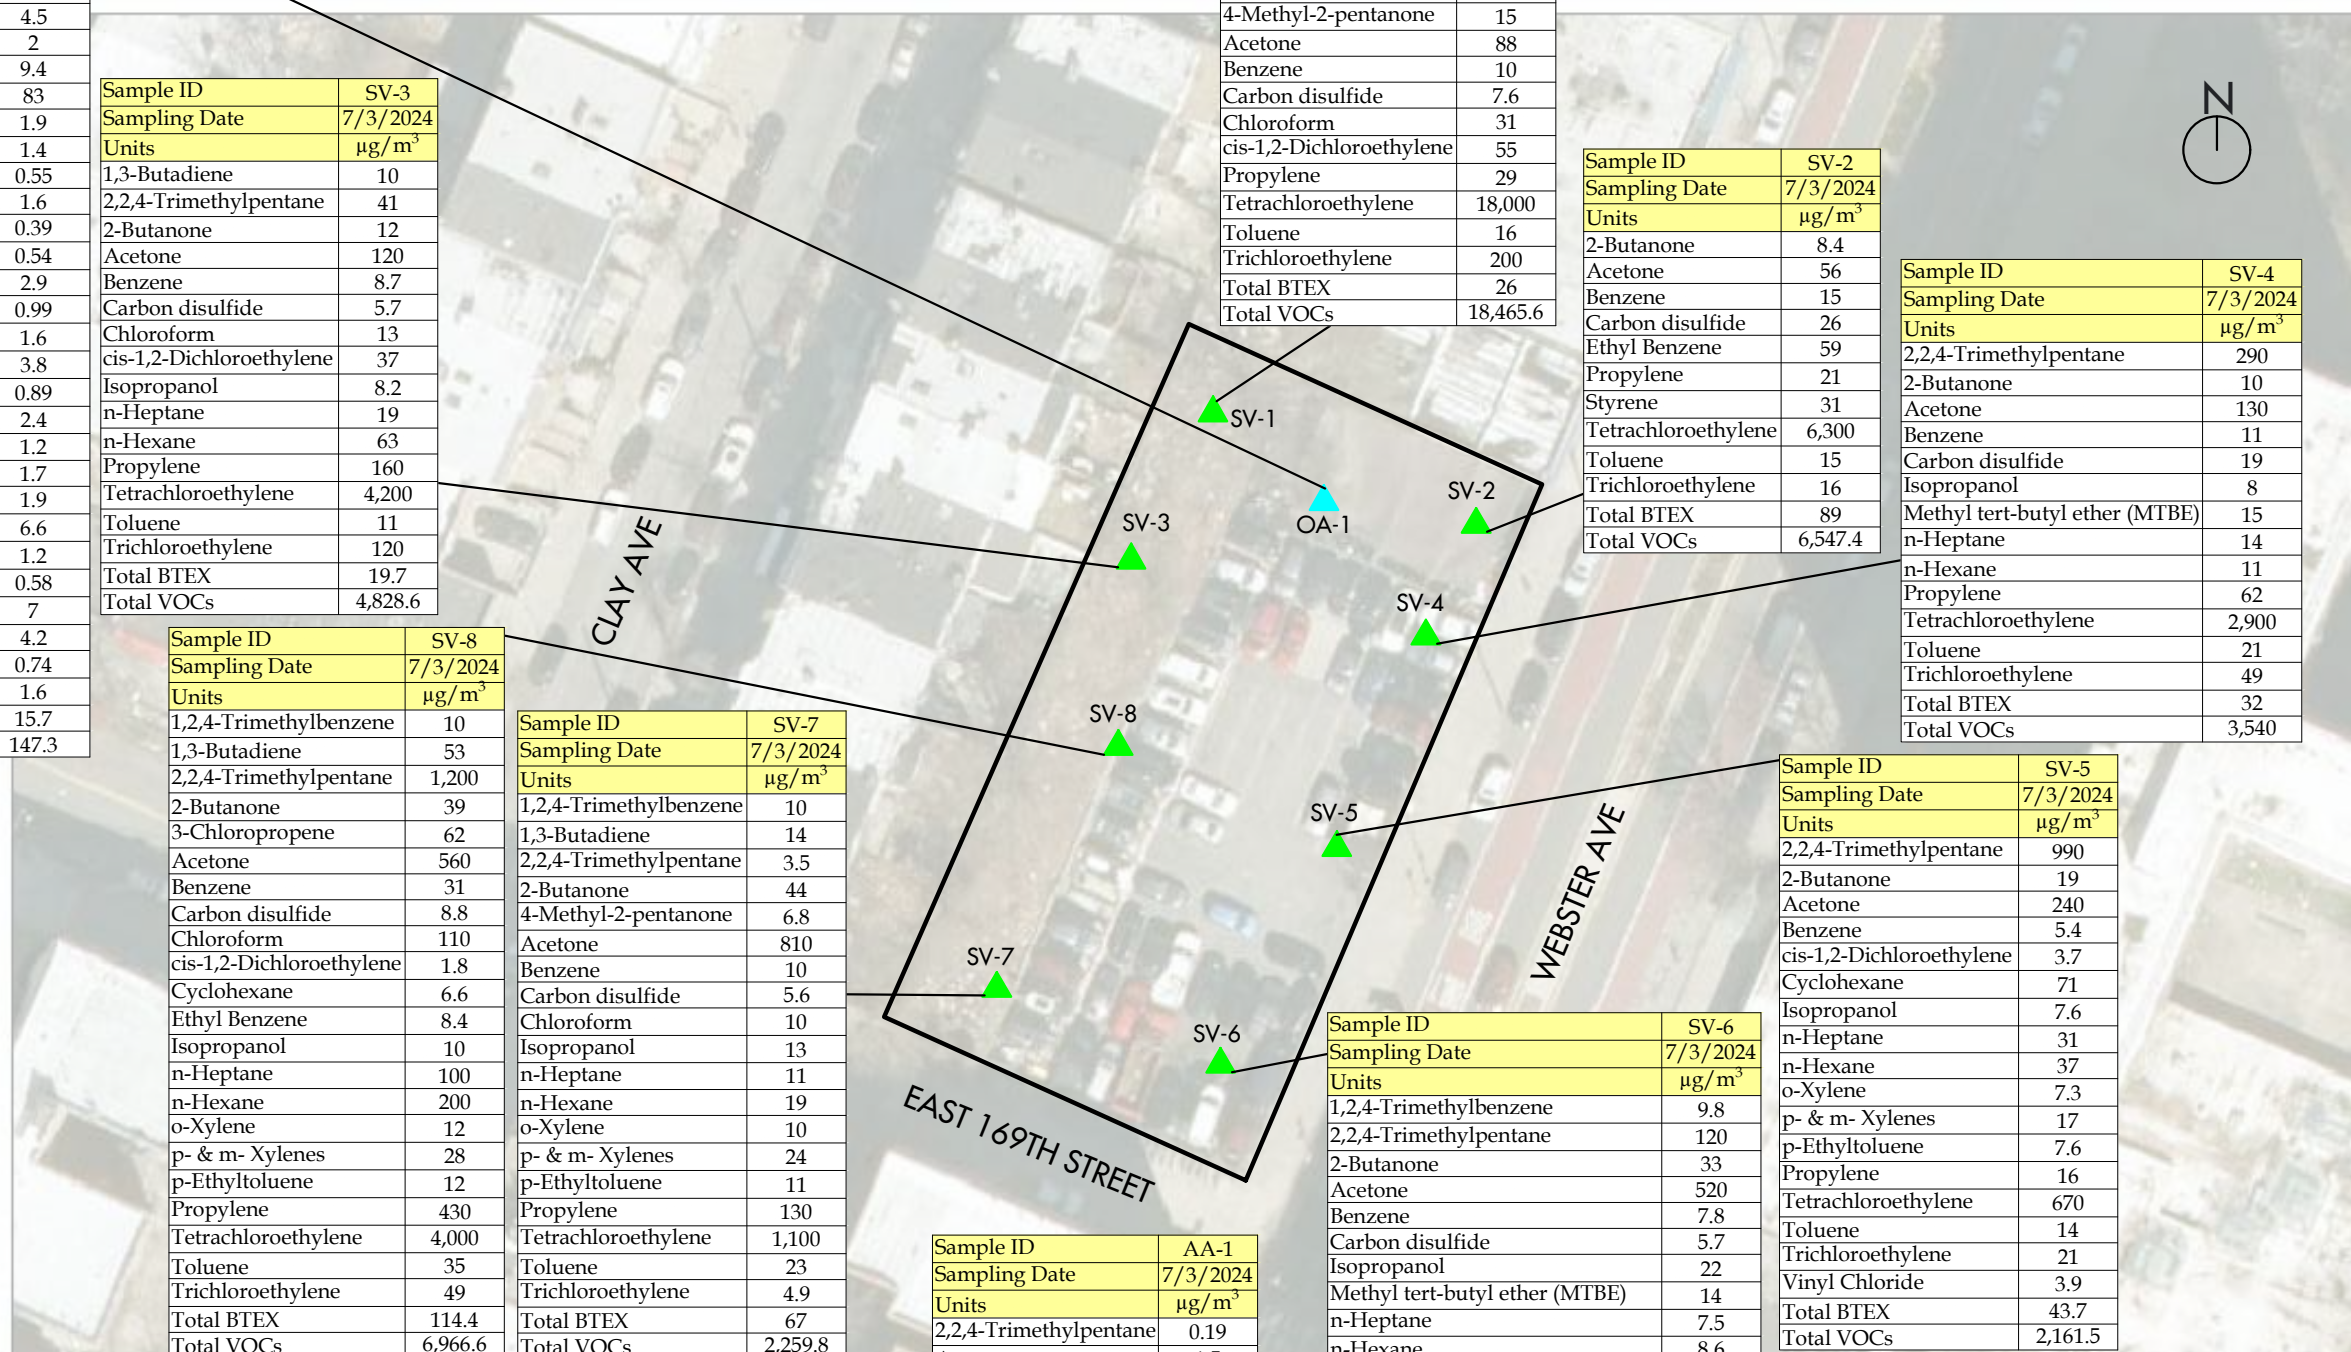 4.5
2
9.4
83
1.9
1.4
0.55
1.6
0.39
0.54
2.9
0.99
1.6
3.8
0.89
2.4
1.2
1.7
1.9
6.6
1.2
0.58
7
4.2
0.74
1.6
15.7
147.3
Sample ID SV-3
Sampling Date 7/3/2024
Units µg/m³
1,3-Butadiene 10
2,2,4-Trimethylpentane 41
2-Butanone 12
Acetone 120
Benzene 8.7
Carbon disulfide 5.7
Chloroform 13
cis-1,2-Dichloroethylene 37
Isopropanol 8.2
n-Heptane 19
n-Hexane 63
Propylene 160
Tetrachloroethylene 4,200
Toluene 11
Trichloroethylene 120
Total BTEX 19.7
Total VOCs 4,828.6
4-Methyl-2-pentanone 15
Acetone 88
Benzene 10
Carbon disulfide 7.6
Chloroform 31
cis-1,2-Dichloroethylene 55
Propylene 29
Tetrachloroethylene 18,000
Toluene 16
Trichloroethylene 200
Total BTEX 26
Total VOCs 18,465.6
Sample ID SV-2
Sampling Date 7/3/2024
Units µg/m³
2-Butanone 8.4
Acetone 56
Benzene 15
Carbon disulfide 26
Ethyl Benzene 59
Propylene 21
Styrene 31
Tetrachloroethylene 6,300
Toluene 15
Trichloroethylene 16
Total BTEX 89
Total VOCs 6,547.4
N
Sample ID SV-4
Sampling Date 7/3/2024
Units µg/m³
2,2,4-Trimethylpentane 290
2-Butanone 10
Acetone 130
Benzene 11
Carbon disulfide 19
Isopropanol 8
Methyl tert-butyl ether (MTBE) 15
n-Heptane 14
n-Hexane 11
Propylene 62
Tetrachloroethylene 2,900
Toluene 21
Trichloroethylene 49
Total BTEX 32
Total VOCs 3,540
SV-1
OA-1
SV-2
SV-3
SV-4
SV-8
SV-5
SV-7
SV-6
CLAY AVE
WEBSTER AVE
EAST 169TH STREET
Sample ID SV-8
Sampling Date 7/3/2024
Units µg/m³
1,2,4-Trimethylbenzene 10
1,3-Butadiene 53
2,2,4-Trimethylpentane 1,200
2-Butanone 39
3-Chloropropene 62
Acetone 560
Benzene 31
Carbon disulfide 8.8
Chloroform 110
cis-1,2-Dichloroethylene 1.8
Cyclohexane 6.6
Ethyl Benzene 8.4
Isopropanol 10
n-Heptane 100
n-Hexane 200
o-Xylene 12
p- & m- Xylenes 28
p-Ethyltoluene 12
Propylene 430
Tetrachloroethylene 4,000
Toluene 35
Trichloroethylene 49
Total BTEX 114.4
Total VOCs 6,966.6
Sample ID SV-7
Sampling Date 7/3/2024
Units µg/m³
1,2,4-Trimethylbenzene 10
1,3-Butadiene 14
2,2,4-Trimethylpentane 3.5
2-Butanone 44
4-Methyl-2-pentanone 6.8
Acetone 810
Benzene 10
Carbon disulfide 5.6
Chloroform 10
Isopropanol 13
n-Heptane 11
n-Hexane 19
o-Xylene 10
p- & m- Xylenes 24
p-Ethyltoluene 11
Propylene 130
Tetrachloroethylene 1,100
Toluene 23
Trichloroethylene 4.9
Total BTEX 67
Total VOCs 2,259.8
Sample ID AA-1
Sampling Date 7/3/2024
Units µg/m³
2,2,4-Trimethylpentane 0.19
Sample ID SV-6
Sampling Date 7/3/2024
Units µg/m³
1,2,4-Trimethylbenzene 9.8
2,2,4-Trimethylpentane 120
2-Butanone 33
Acetone 520
Benzene 7.8
Carbon disulfide 5.7
Isopropanol 22
Methyl tert-butyl ether (MTBE) 14
n-Heptane 7.5
n-Hexane 8.6
Sample ID SV-5
Sampling Date 7/3/2024
Units µg/m³
2,2,4-Trimethylpentane 990
2-Butanone 19
Acetone 240
Benzene 5.4
cis-1,2-Dichloroethylene 3.7
Cyclohexane 71
Isopropanol 7.6
n-Heptane 31
n-Hexane 37
o-Xylene 7.3
p- & m- Xylenes 17
p-Ethyltoluene 7.6
Propylene 16
Tetrachloroethylene 670
Toluene 14
Trichloroethylene 21
Vinyl Chloride 3.9
Total BTEX 43.7
Total VOCs 2,161.5